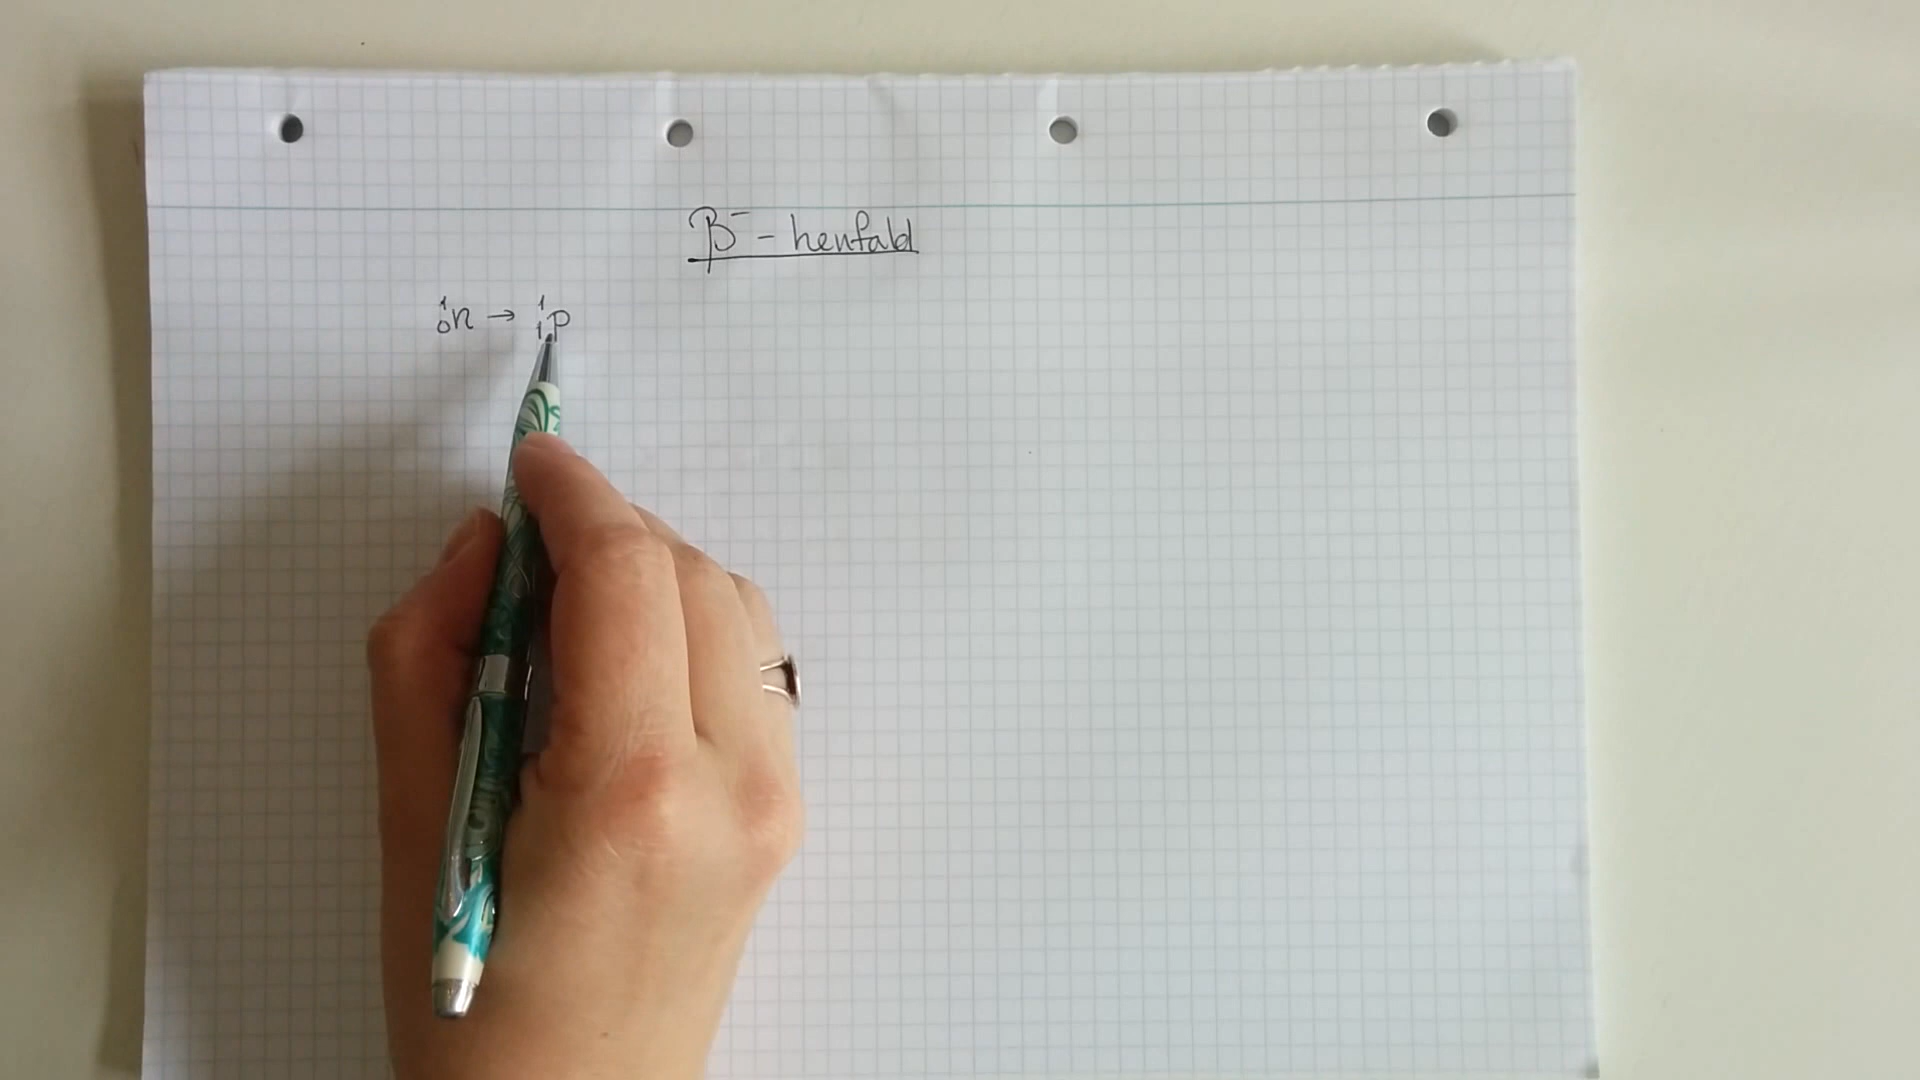 β⁻ - henfald
¹₀n → ¹₁p